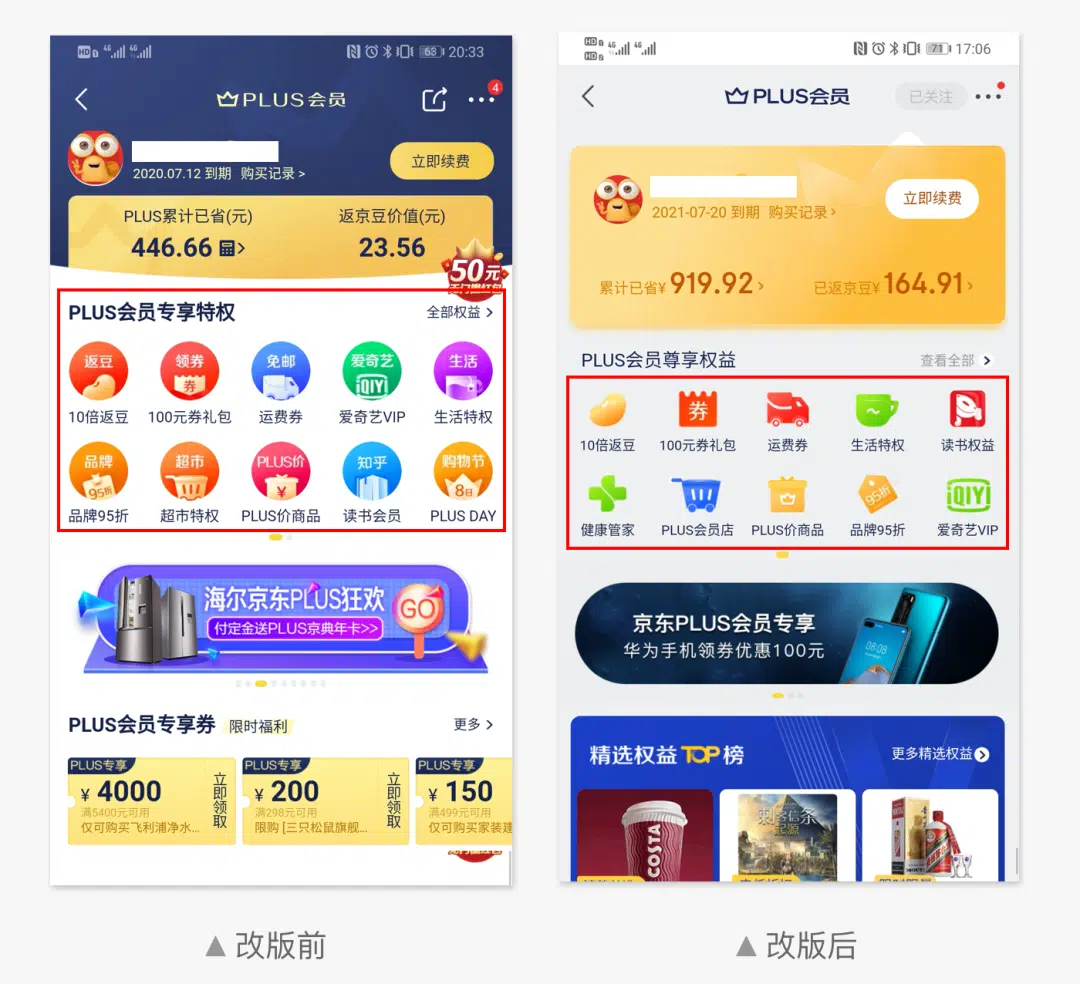 HD 4G 4G 63 20:33
PLUS会员
4
2020.07.12 到期 购买记录 >
立即续费
PLUS累计已省(元) 返京豆价值(元)
446.66 23.56
50元
PLUS会员专享特权 全部权益 >
返豆 领券 免邮 爱奇艺 生活
券 iQIYI
10倍返豆 100元券礼包 运费券 爱奇艺VIP 生活特权
品牌 超市 PLUS价 知乎 购物节
95折 ¥ 8日
品牌95折 超市特权 PLUS价商品 读书会员 PLUS DAY
海尔京东PLUS狂欢
付定金送PLUS京典年卡>>
GO
PLUS会员专享券 限时福利 更多 >
PLUS专享 PLUS专享 PLUS专享
¥ 4000 ¥ 200 ¥ 150
满5400元可用 满298元可用 满499元可用
仅可购买飞利浦净水... 限购 [三只松鼠旗舰... 仅可购买家装建
立即领取 立即领取
▲ 改版前
HD HD 4G 4G 71 17:06
PLUS会员 已关注
2021-07-20 到期 购买记录 >
立即续费
累计已省¥ 919.92 > 已返京豆¥ 164.91 >
PLUS会员尊享权益 查看全部 >
券
10倍返豆 100元券礼包 运费券 生活特权 读书权益
95折 iQIYI
健康管家 PLUS会员店 PLUS价商品 品牌95折 爱奇艺VIP
京东PLUS会员专享
华为手机领券优惠100元
08:08
精选权益TOP榜 更多精选权益 >
COSTA
刺客信条
起源
▲ 改版后